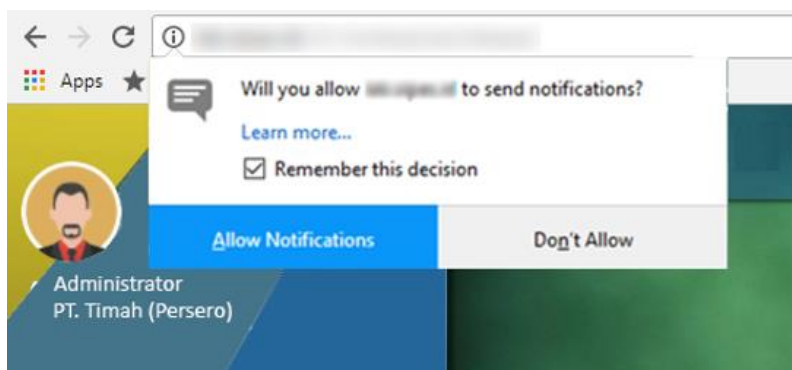 Apps
Will you allow to send notifications?
Learn more...
Remember this decision
Allow Notifications
Don't Allow
Administrator
PT. Timah (Persero)